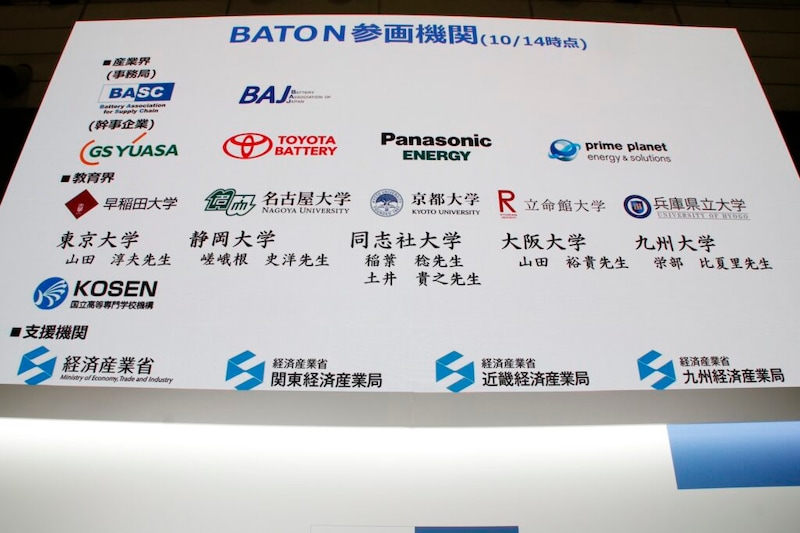 BATON参画機関(10/14時点)
■産業界
(事務局)
BASC
Battery Association
for Supply Chain
BAJ BATTERY ASSOCIATION OF JAPAN
(幹事企業)
GS YUASA
TOYOTA
BATTERY
Panasonic
ENERGY
prime planet
energy & solutions
■教育界
早稲田大学
名古屋大学
NAGOYA UNIVERSITY
京都大学
KYOTO UNIVERSITY
R
立命館大学
兵庫県立大学
UNIVERSITY OF HYOGO
東京大学
山田 淳夫先生
静岡大学
嵯峨根 史洋先生
同志社大学
稲葉 稔先生
土井 貴之先生
大阪大学
山田 裕貴先生
九州大学
栄部 比夏里先生
KOSEN
国立高等専門学校機構
■支援機関
経済産業省
Ministry of Economy, Trade and Industry
経済産業省
関東経済産業局
経済産業省
近畿経済産業局
経済産業省
九州経済産業局